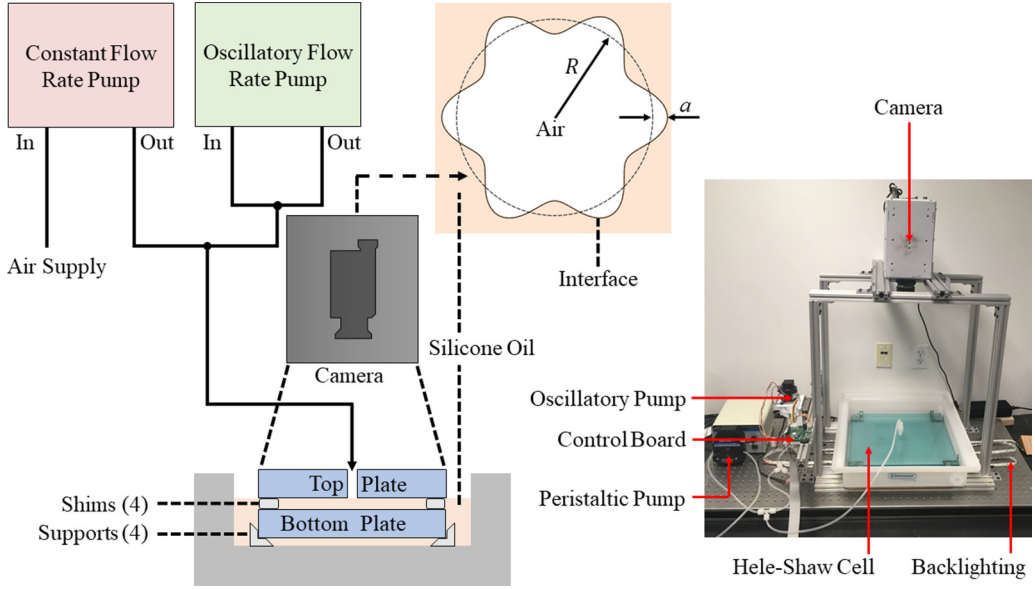 Constant Flow
Rate Pump
Oscillatory Flow
Rate Pump
In
Out
In
Out
Air Supply
R
a
Air
Interface
Camera
Silicone Oil
Top Plate
Bottom Plate
Shims (4)
Supports (4)
Camera
Oscillatory Pump
Control Board
Peristaltic Pump
Hele-Shaw Cell
Backlighting